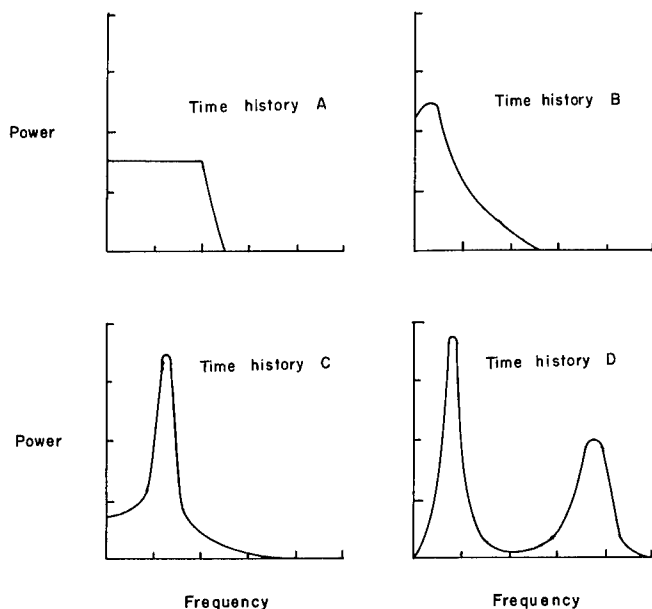 Time history A
Time history B
Power
Time history C
Time history D
Power
Frequency
Frequency